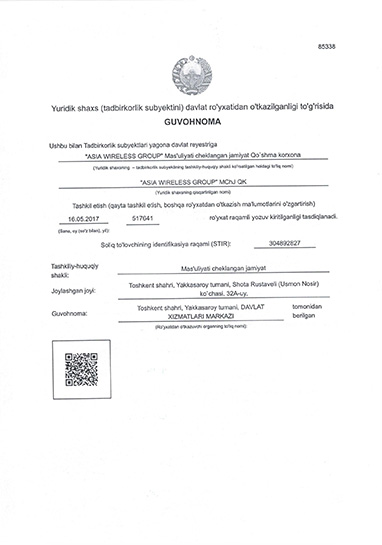 85338
Yuridik shaxs (tadbirkorlik subyektini) davlat ro'yxatidan o'tkazilganligi to'g'risida
GUVOHNOMA
Ushbu bilan Tadbirkorlik subyektlari yagona davlat reyestriga
"ASIA WIRELESS GROUP" Mas'uliyati cheklangan jamiyat Qo`shma korxona
(Yuridik shaxsning – tadbirkorlik subyektining tashkiliy-huquqiy shakli ko'rsatilgan holdagi to'liq nomi)
"ASIA WIRELESS GROUP" MChJ QK
(Yuridik shaxsning qisqartirilgan nomi)
Tashkil etish (qayta tashkil etish, boshqa ro'yxatdan o'tkazish ma'lumotlarini o'zgartirish)
16.05.2017 517641 ro'yxat raqamli yozuv kiritilganligi tasdiqlanadi.
(Sana, oy (so'z bilan), yil):
Soliq to'lovchining identifikasiya raqami (STIR): 304892827
Tashkiliy-huquqiy shakli: Mas'uliyati cheklangan jamiyat
Joylashgan joyi: Toshkent shahri, Yakkasaroy tumani, Shota Rustaveli (Usmon Nosir)
ko`chasi, 32A-uy,
Guvohnoma: Toshkent shahri, Yakkasaroy tumani, DAVLAT
XIZMATLARI MARKAZI
tomonidan berilgan
(Ro'yxatdan o'tkazuvchi organning to'liq nomi);